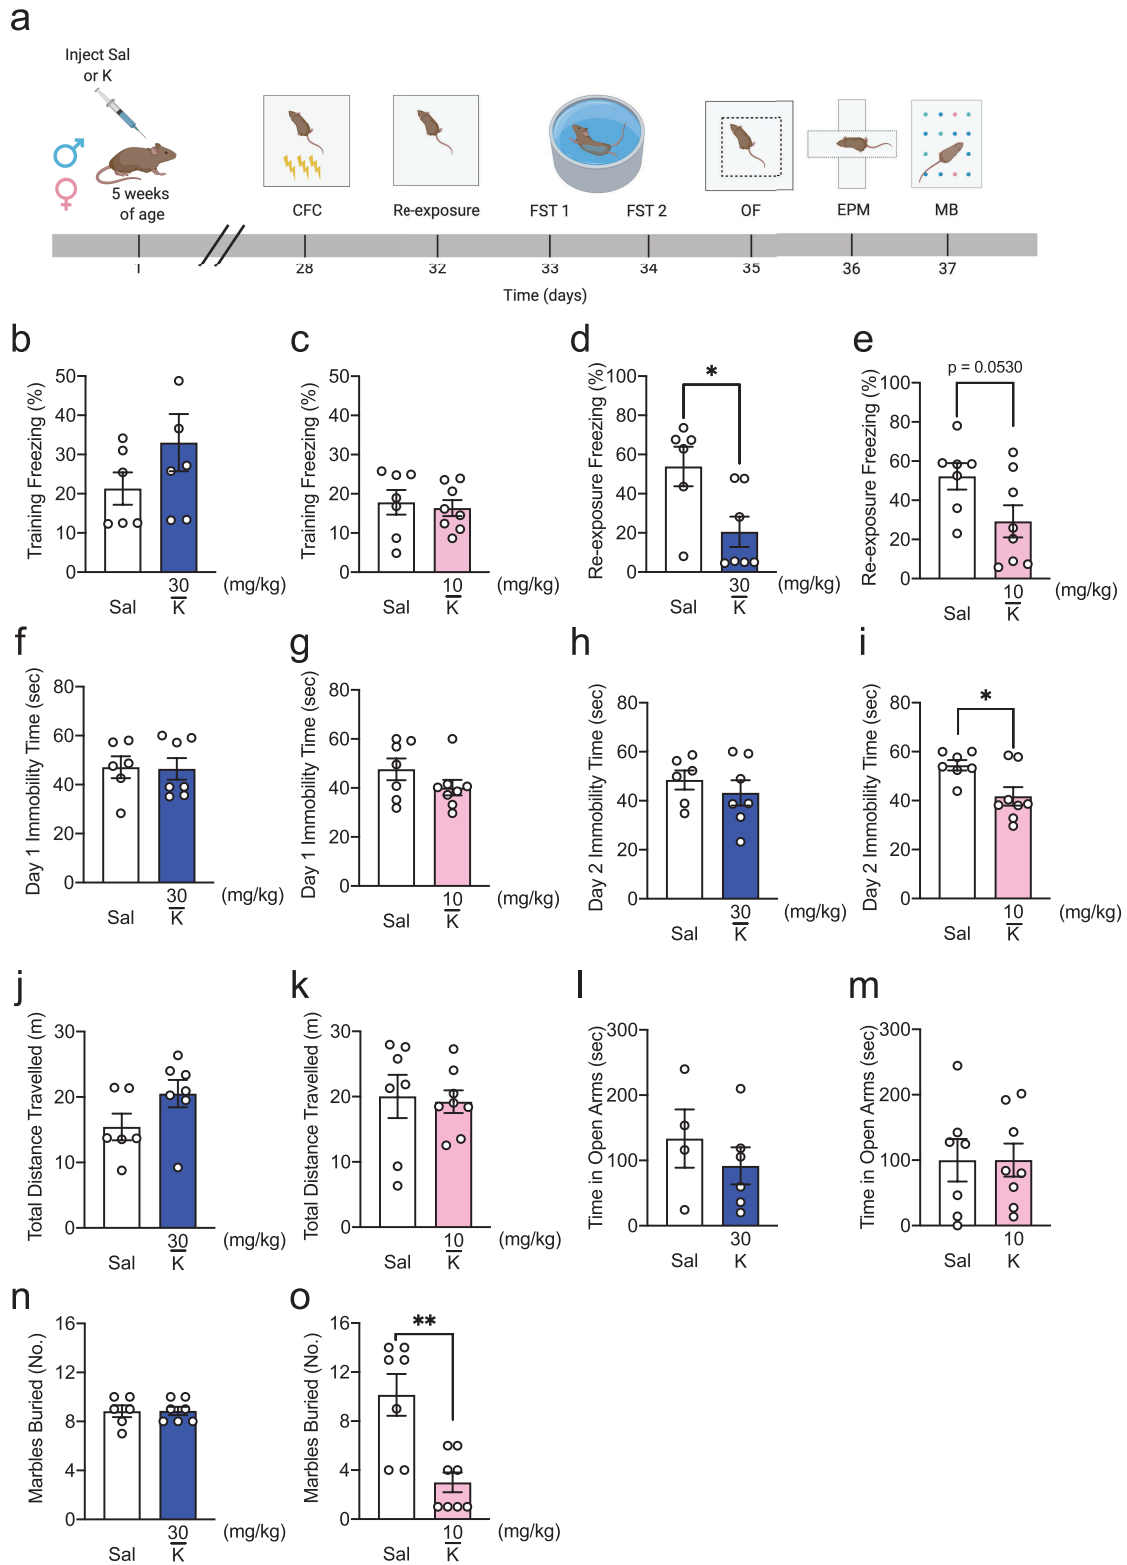 a
Inject Sal
or K
5 weeks
of age
CFC
Re-exposure
FST 1
FST 2
OF
EPM
MB
1
28
32
33
34
35
36
37
Time (days)
b
Training Freezing (%)
50
40
30
20
10
0
Sal
30
K
(mg/kg)
c
Training Freezing (%)
50
40
30
20
10
0
Sal
10
K
(mg/kg)
d
Re-exposure Freezing (%)
100
80
60
40
20
0
*
Sal
30
K
(mg/kg)
e
Re-exposure Freezing (%)
100
80
60
40
20
0
p = 0.0530
Sal
10
K
(mg/kg)
f
Day 1 Immobility Time (sec)
80
60
40
20
0
Sal
30
K
(mg/kg)
g
Day 1 Immobility Time (sec)
80
60
40
20
0
Sal
10
K
(mg/kg)
h
Day 2 Immobility Time (sec)
80
60
40
20
0
Sal
30
K
(mg/kg)
i
Day 2 Immobility Time (sec)
80
60
40
20
0
*
Sal
10
K
(mg/kg)
j
Total Distance Travelled (m)
30
20
10
0
Sal
30
K
(mg/kg)
k
Total Distance Travelled (m)
30
20
10
0
Sal
10
K
(mg/kg)
l
Time in Open Arms (sec)
300
200
100
0
Sal
30
K
m
Time in Open Arms (sec)
300
200
100
0
Sal
10
K
n
Marbles Buried (No.)
16
12
8
4
0
Sal
30
K
(mg/kg)
o
Marbles Buried (No.)
16
12
8
4
0
**
Sal
10
K
(mg/kg)